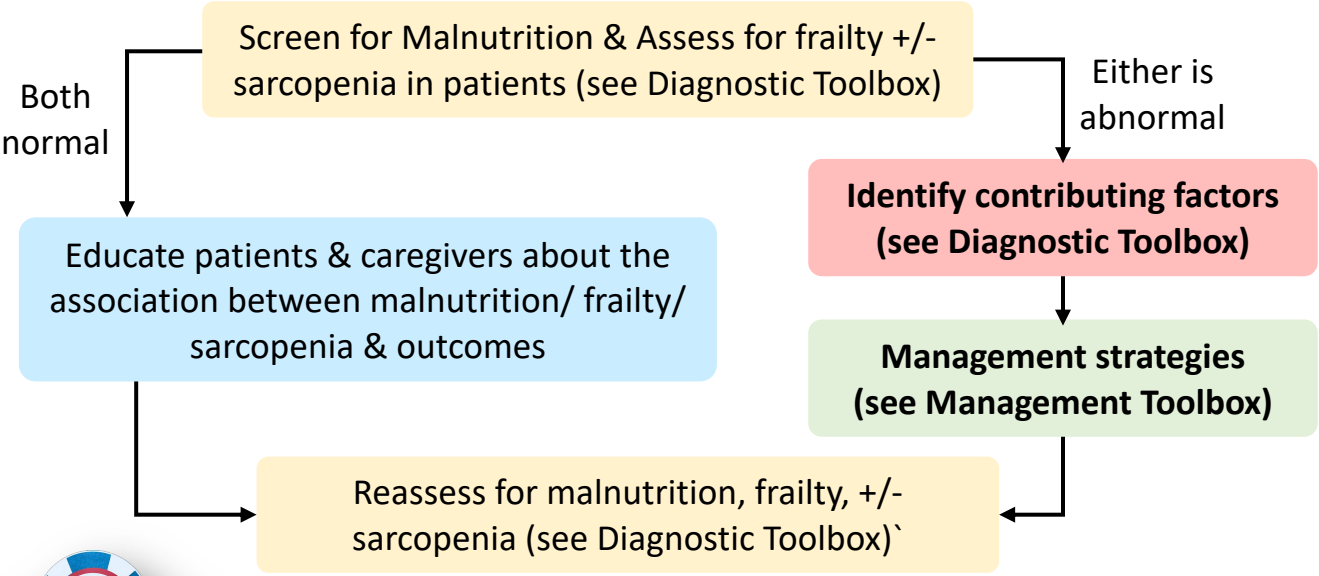 Screen for Malnutrition & Assess for frailty +/-
sarcopenia in patients (see Diagnostic Toolbox)
Both
normal
Either is
abnormal
Educate patients & caregivers about the
association between malnutrition/ frailty/
sarcopenia & outcomes
Identify contributing factors
(see Diagnostic Toolbox)
Management strategies
(see Management Toolbox)
Reassess for malnutrition, frailty, +/-
sarcopenia (see Diagnostic Toolbox)`